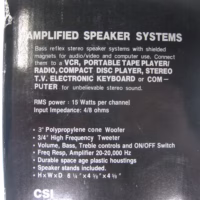 AMPLIFIED SPEAKER SYSTEMS
Bass reflex stereo speaker systems with shielded
magnets for audio/video and computer use. Connect
them to a VCR, PORTABLE TAPE PLAYER/
RADIO, COMPACT DISC PLAYER, STEREO
T.V. ELECTRONIC KEYBOARD or COM-
PUTER for unbelievable stereo sound.
RMS power : 15 Watts per channel
Input Impedance: 4/8 ohms
• 3" Polypropylene cone Woofer
• 3/4" High Frequency Tweeter
• Volume, Bass, Treble controls and ON/OFF Switch
• Freq Resp, Amplifier 20-20,000 Hz
• Durable space age plastic houstings
• Speaker stands included.
• H×W×D
CSI